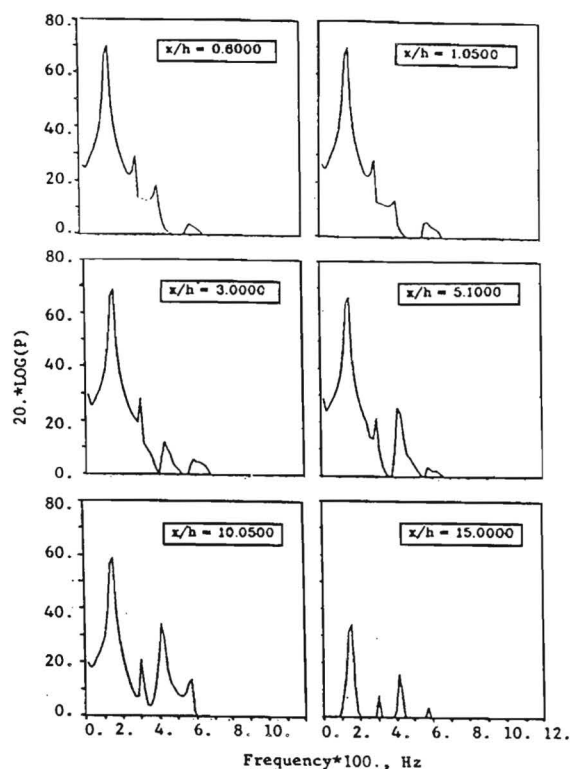 80.
x/h = 0.6000
x/h = 1.0500
60.
40.
20.
0.
80.
x/h = 3.0000
x/h = 5.1000
60.
40.
20.
0.
80.
x/h = 10.0500
x/h = 15.0000
60.
40.
20.
0.
20.*LOG(P)
0. 2. 4. 6. 8. 10. 0. 2. 4. 6. 8. 10. 12.
Frequency*100., Hz